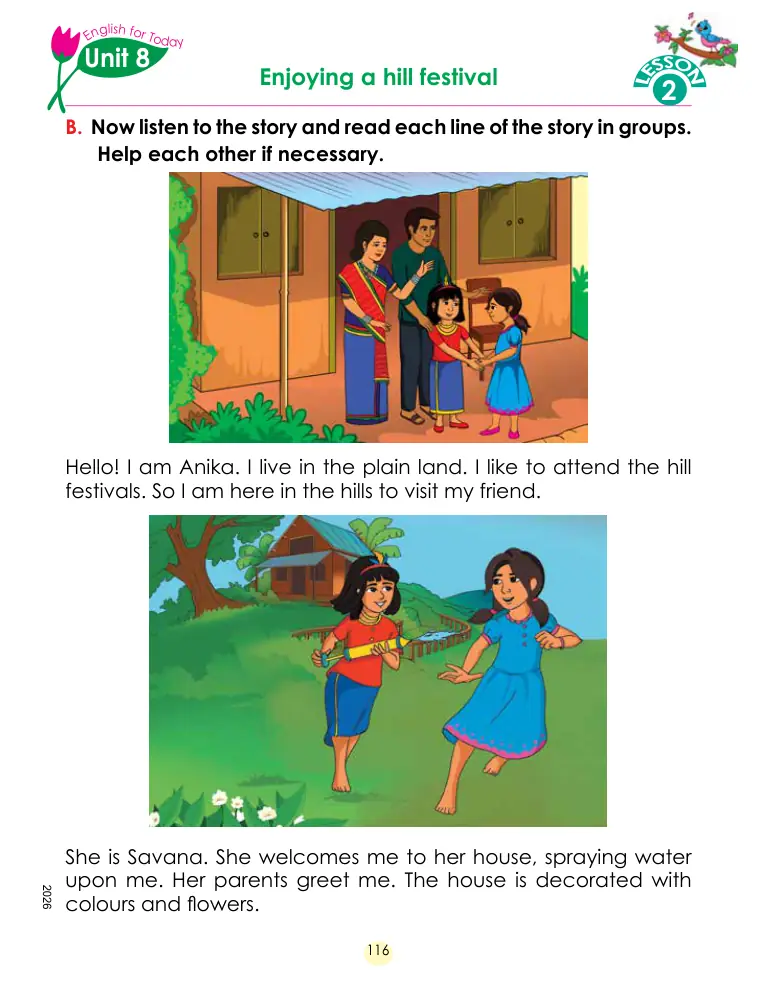 English for Today
Unit 8
Enjoying a hill festival
LESSON
2
B. Now listen to the story and read each line of the story in groups.
Help each other if necessary.
Hello! I am Anika. I live in the plain land. I like to attend the hill
festivals. So I am here in the hills to visit my friend.
She is Savana. She welcomes me to her house, spraying water
upon me. Her parents greet me. The house is decorated with
colours and flowers.
2026
116